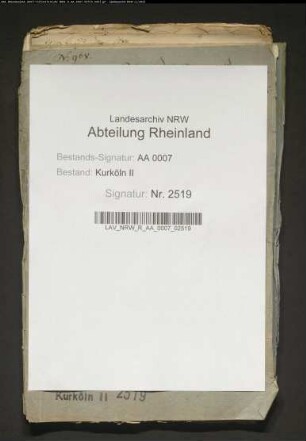 Landesarchiv NRW
Abteilung Rheinland
Bestands-Signatur: AA 0007
Bestand: Kurköln II
Signatur: Nr. 2519
LAV_NRW_R_AA_0007_02519
Kurköln II 2519